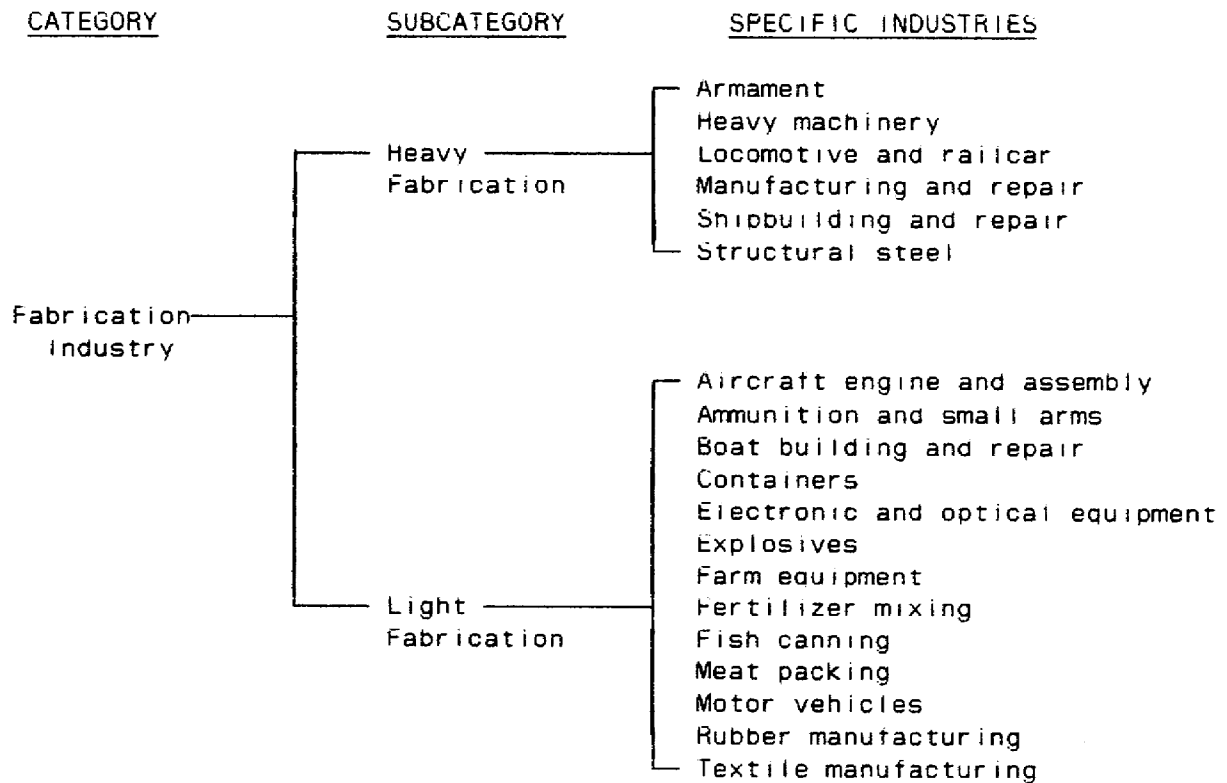 CATEGORY SUBCATEGORY SPECIFIC INDUSTRIES
Armament
Heavy machinery
Heavy Locomotive and railcar
Fabrication Manufacturing and repair
Shipbuilding and repair
Structural steel
Fabrication
Industry
Aircraft engine and assembly
Ammunition and small arms
Boat building and repair
Containers
Electronic and optical equipment
Explosives
Farm equipment
Light Fertilizer mixing
Fabrication Fish canning
Meat packing
Motor vehicles
Rubber manufacturing
Textile manufacturing